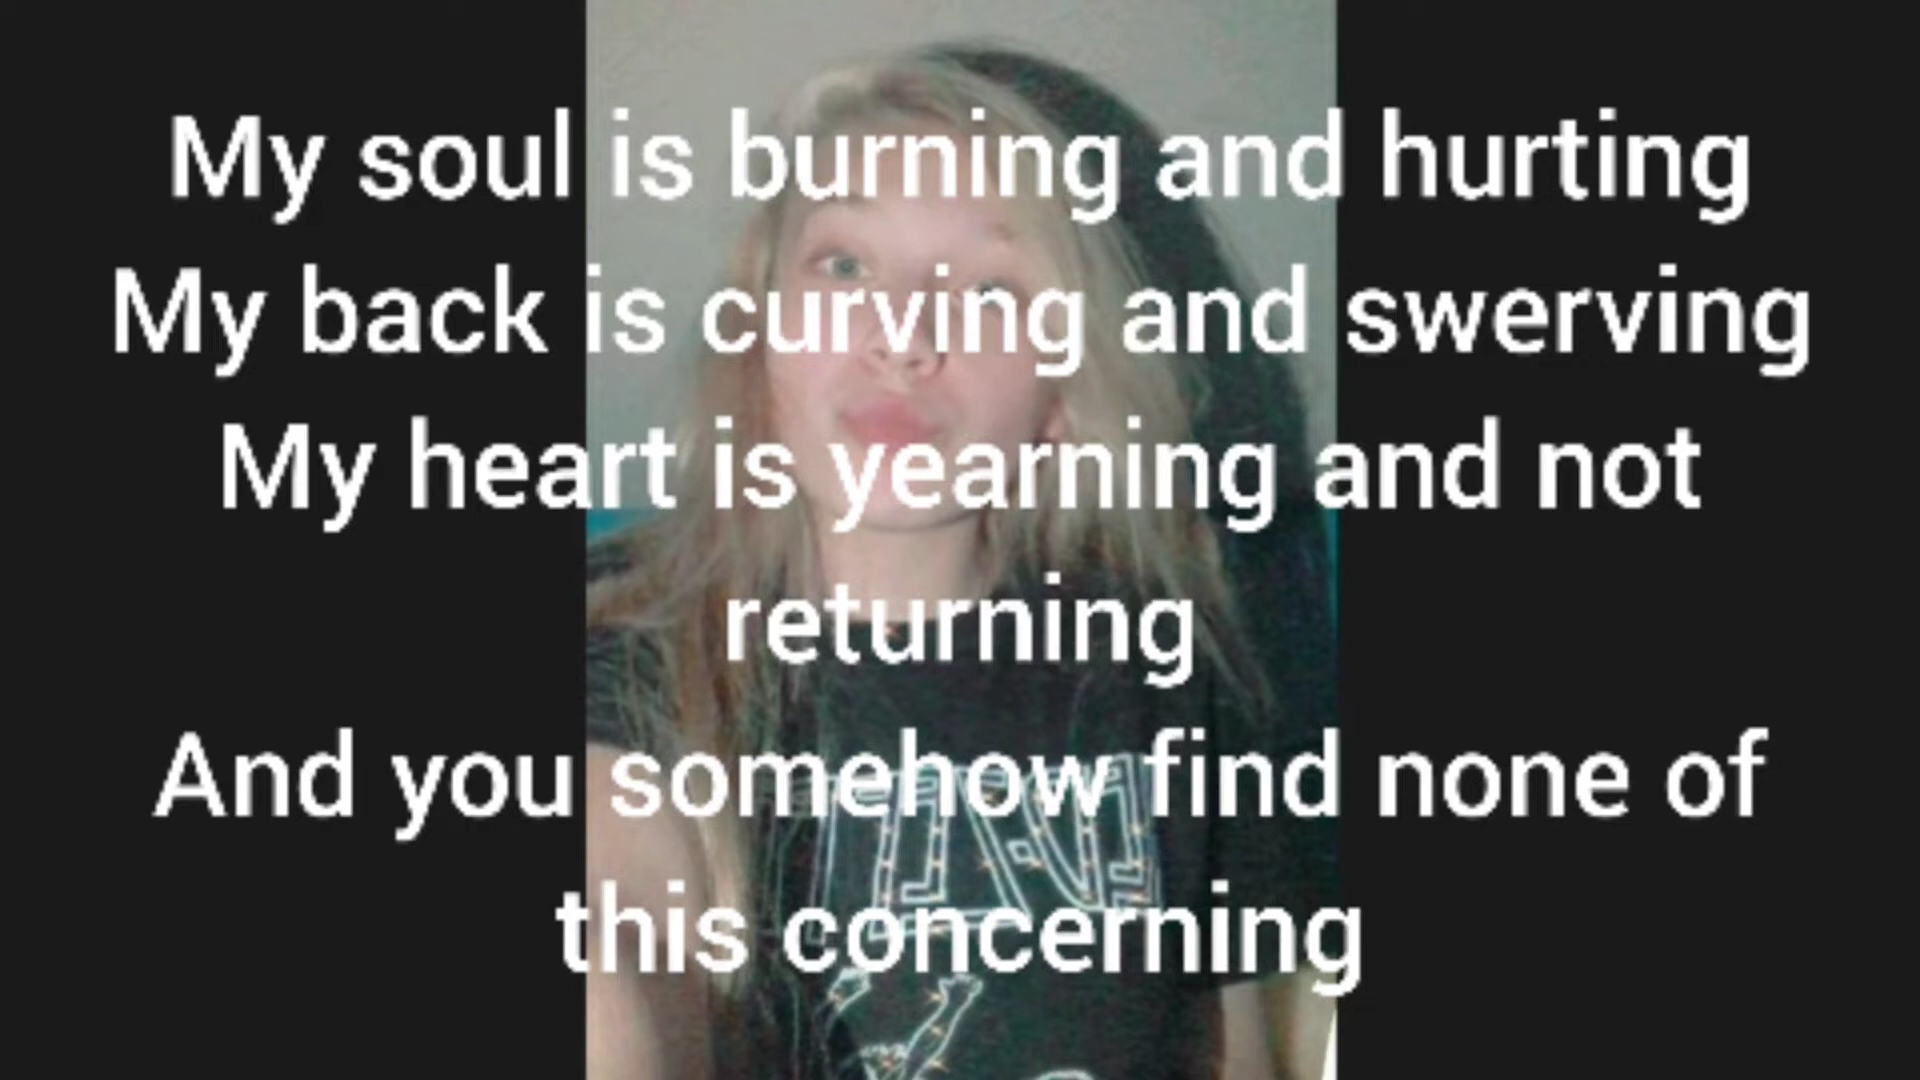 My soul is burning and hurting
My back is curving and swerving
My heart is yearning and not
returning
And you somehow find none of
this concerning